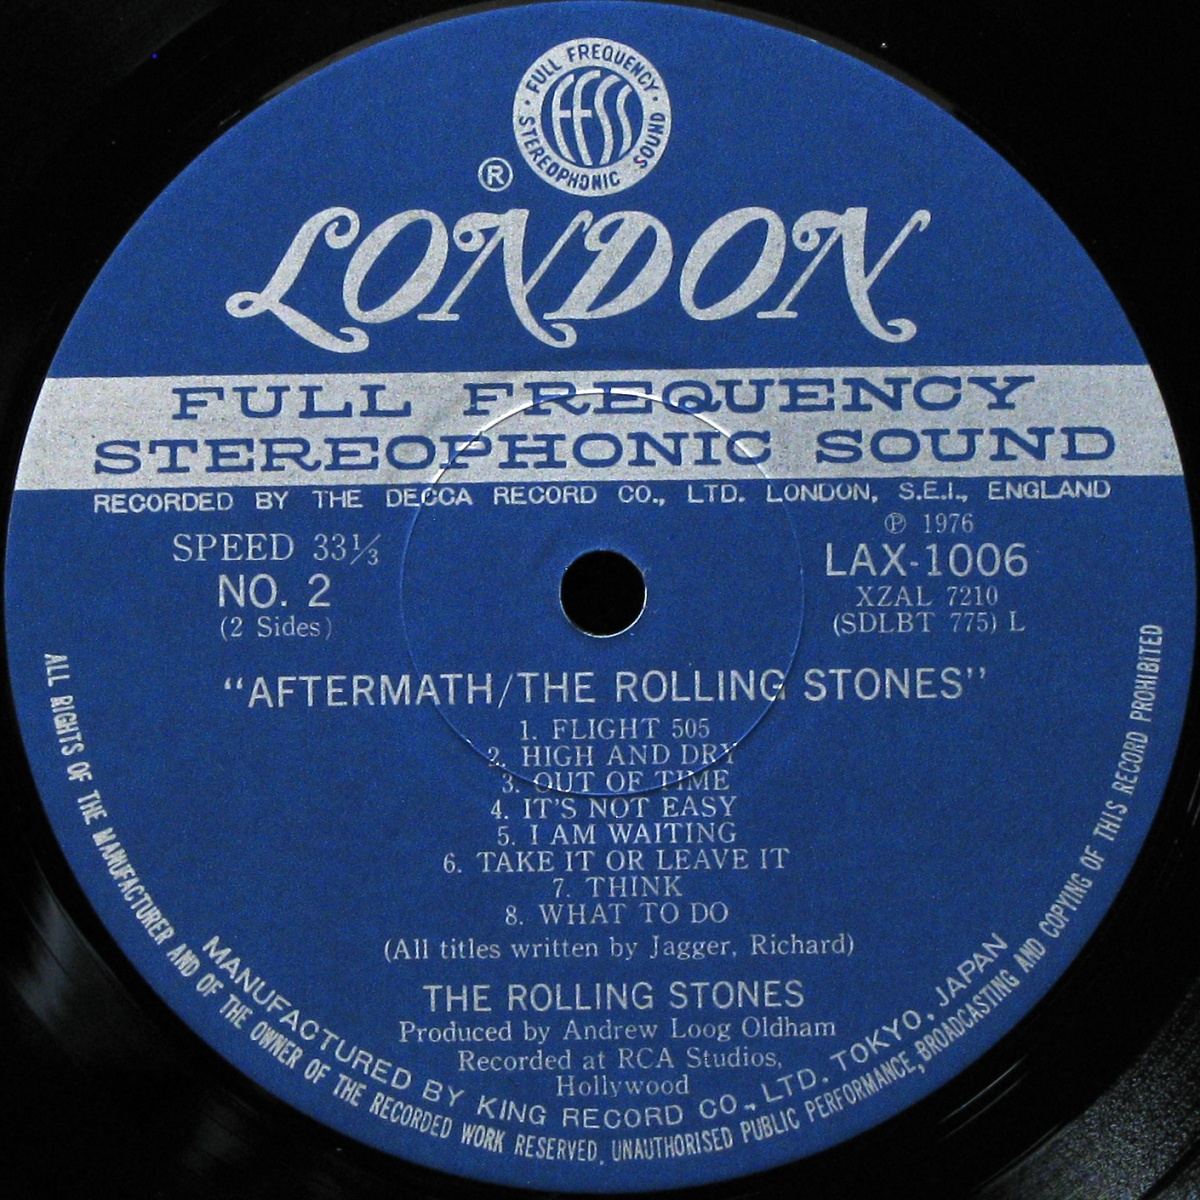 FULL FREQUENCY
FFSS
STEREOPHONIC SOUND
®
LONDON
FULL FREQUENCY
STEREOPHONIC SOUND
RECORDED BY THE DECCA RECORD CO., LTD. LONDON, S.E.I., ENGLAND
℗ 1976
SPEED 33⅓
LAX-1006
NO. 2
XZAL 7210
(2 Sides)
(SDLBT 775) L
"AFTERMATH/THE ROLLING STONES"
1. FLIGHT 505
2. HIGH AND DRY
3. OUT OF TIME
4. IT'S NOT EASY
5. I AM WAITING
6. TAKE IT OR LEAVE IT
7. THINK
8. WHAT TO DO
(All titles written by Jagger, Richard)
THE ROLLING STONES
Produced by Andrew Loog Oldham
Recorded at RCA Studios,
Hollywood
MANUFACTURED BY KING RECORD CO., LTD. TOKYO, JAPAN
ALL RIGHTS OF THE MANUFACTURER AND OF THE OWNER OF THE RECORDED WORK RESERVED. UNAUTHORISED PUBLIC PERFORMANCE, BROADCASTING AND COPYING OF THIS RECORD PROHIBITED